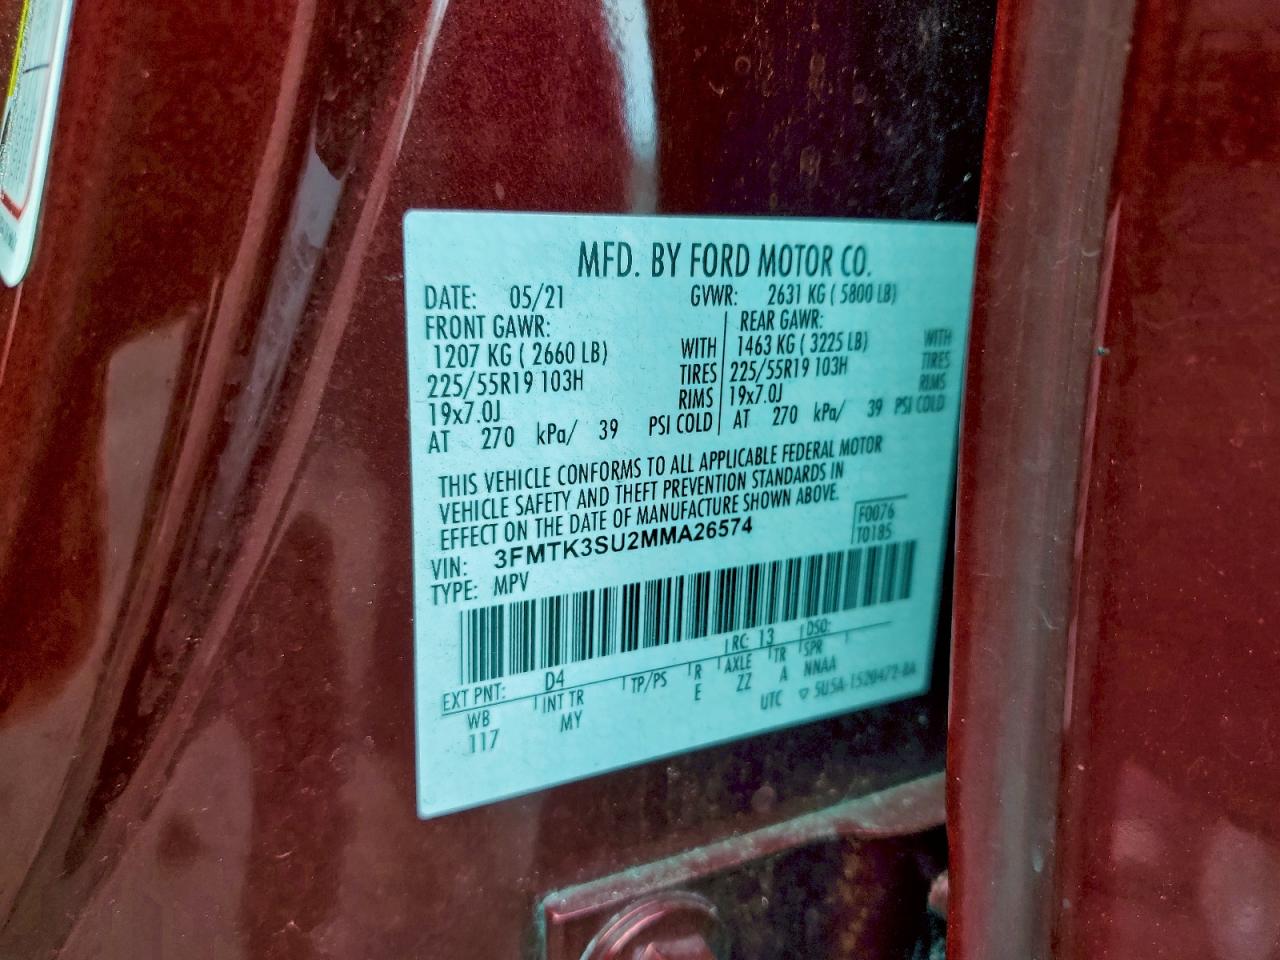 MFD. BY FORD MOTOR CO.
DATE: 05/21 GVWR: 2631 KG ( 5800 LB)
FRONT GAWR: REAR GAWR:
1207 KG ( 2660 LB) WITH 1463 KG ( 3225 LB) WITH
225/55R19 103H TIRES 225/55R19 103H TIRES
19x7.0J RIMS 19x7.0J RIMS
AT 270 kPa/ 39 PSI COLD AT 270 kPa/ 39 PSI COLD
THIS VEHICLE CONFORMS TO ALL APPLICABLE FEDERAL MOTOR
VEHICLE SAFETY AND THEFT PREVENTION STANDARDS IN
EFFECT ON THE DATE OF MANUFACTURE SHOWN ABOVE.
VIN: 3FMTK3SU2MMA26574 F0076
TYPE: MPV T0185
EXT PNT: D4 RC: 13 DSO:
WB INT TR TP/PS R AXLE TR SPR
117 MY E ZZ A NNAA
UTC ▽ 5U5A-1520472-BA